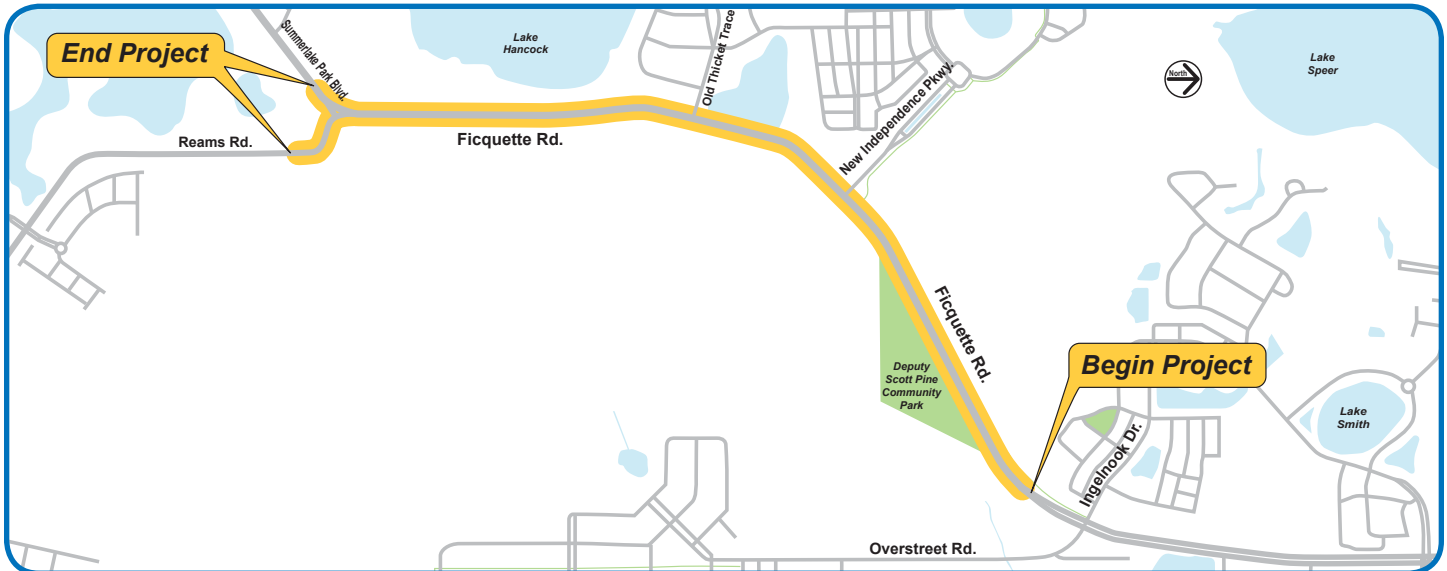 End Project
Summerlake Park Blvd.
Lake
Hancock
Old Thicket Trace
New Independence Pkwy.
North
Lake
Speer
Reams Rd.
Ficquette Rd.
Ficquette Rd.
Deputy
Scott Pine
Community
Park
Begin Project
Lake
Smith
Ingelnook Dr.
Overstreet Rd.